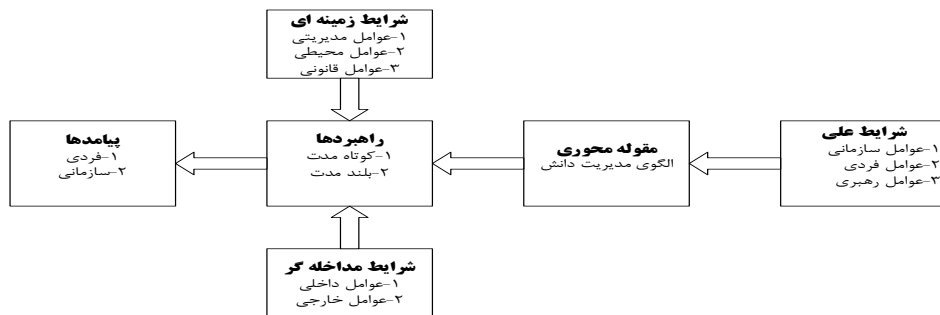 شرایط زمینه ای
۱-عوامل مدیریتی
۲-عوامل محیطی
۳-عوامل قانونی
شرایط علی
۱-عوامل سازمانی
۲-عوامل فردی
۳-عوامل رهبری
مقوله محوری
الگوی مدیریت دانش
راهبردها
۱-کوتاه مدت
۲-بلند مدت
پیامدها
۱-فردی
۲-سازمانی
شرایط مداخله گر
۱-عوامل داخلی
۲-عوامل خارجی